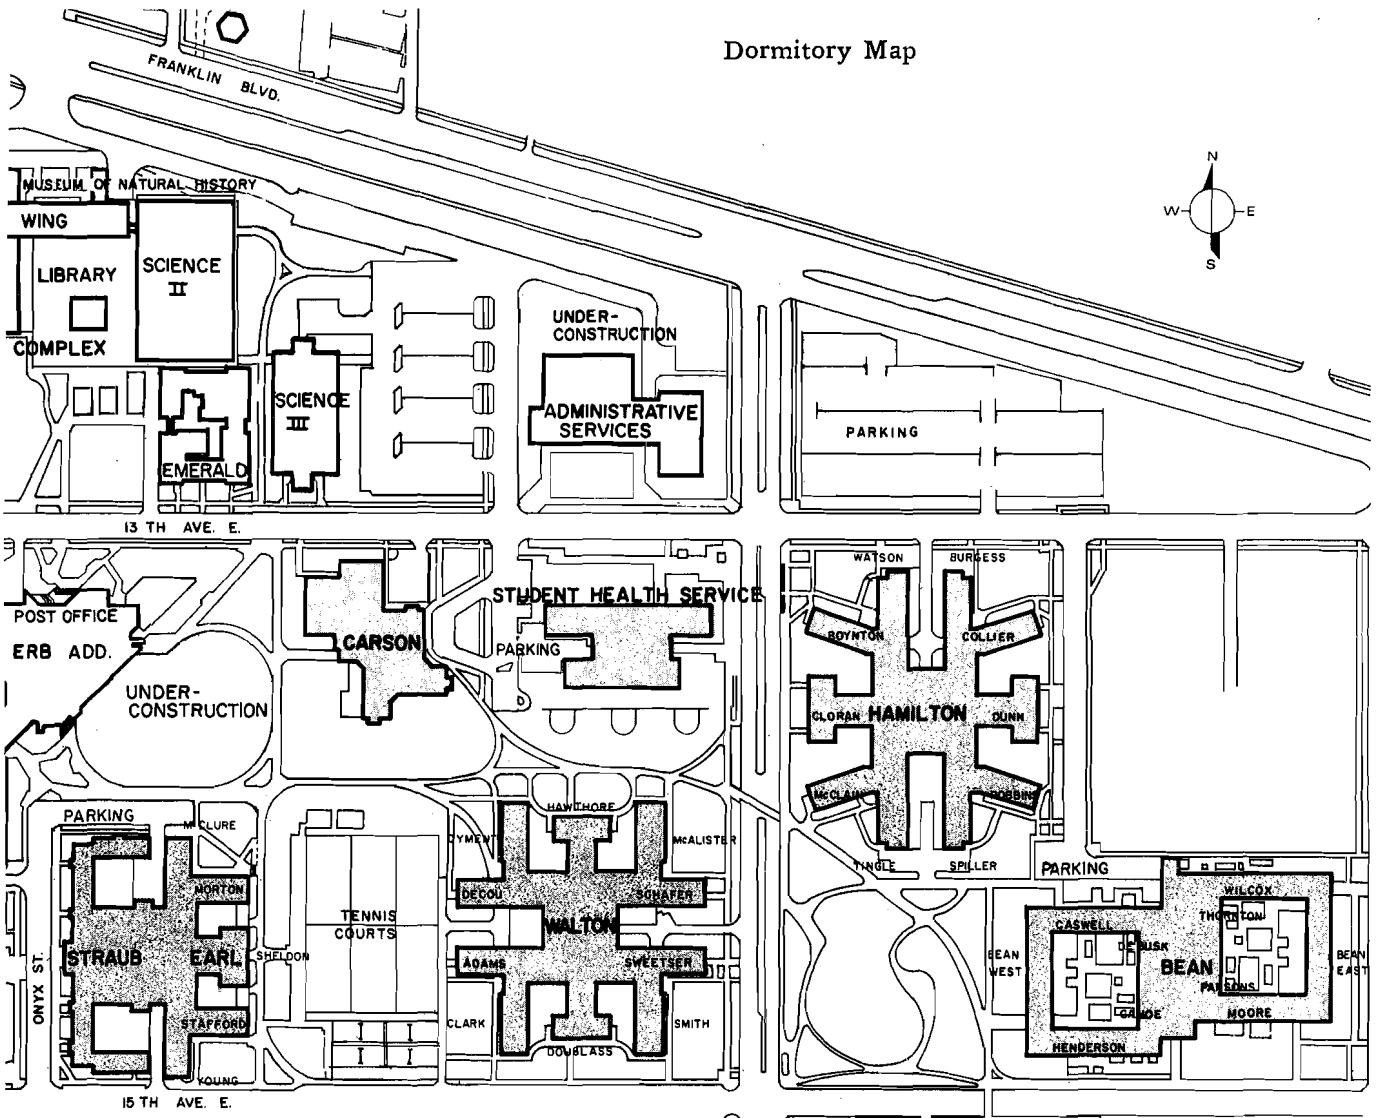 Dormitory Map
FRANKLIN BLVD.
N
W E
S
MUSEUM OF NATURAL HISTORY
WING
LIBRARY
COMPLEX
SCIENCE
II
SCIENCE
III
EMERALD
UNDER-
CONSTRUCTION
ADMINISTRATIVE
SERVICES
PARKING
13 TH AVE. E.
POST OFFICE
ERB ADD.
UNDER-
CONSTRUCTION
CARSON
STUDENT HEALTH SERVICE
PARKING
WATSON
BURGESS
BOYNTON
COLLIER
CLORAN
HAMILTON
DUNN
McCLAIN
ROBBINS
TINGLE
SPILLER
PARKING
PARKING
McCLURE
MORTON
STRAUB
EARL
SHELDON
STAFFORD
YOUNG
ONYX ST.
TENNIS
COURTS
HAWTHORE
DYMENT
McALISTER
DECOU
SCHAFER
WALTON
ADAMS
SWEETSER
CLARK
SMITH
DOUBLASS
WILCOX
THORNTON
CASWELL
DEBUSK
BEAN
WEST
BEAN
BEAN
EAST
PARSONS
GANOE
MOORE
HENDERSON
15 TH AVE. E.